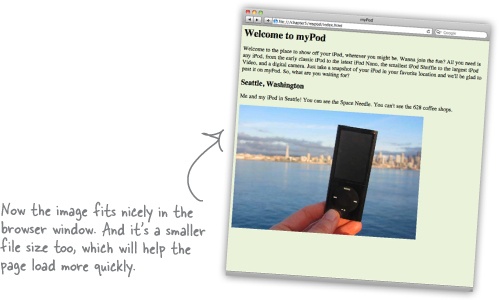 myPod
file:///chapter5/mypod/index.html
Google
Welcome to myPod
Welcome to the place to show off your iPod, wherever you might be. Wanna join the fun? All you need is
any iPod, from the early classic iPod to the latest iPod Nano, the smallest iPod Shuffle to the largest iPod
Video, and a digital camera. Just take a snapshot of your iPod in your favorite location and we'll be glad to
post it on myPod. So, what are you waiting for?
Seattle, Washington
Me and my iPod in Seattle! You can see the Space Needle. You can't see the 628 coffee shops.
MENU
Now the image fits nicely in the
browser window. And it's a smaller
file size too, which will help the
page load more quickly.